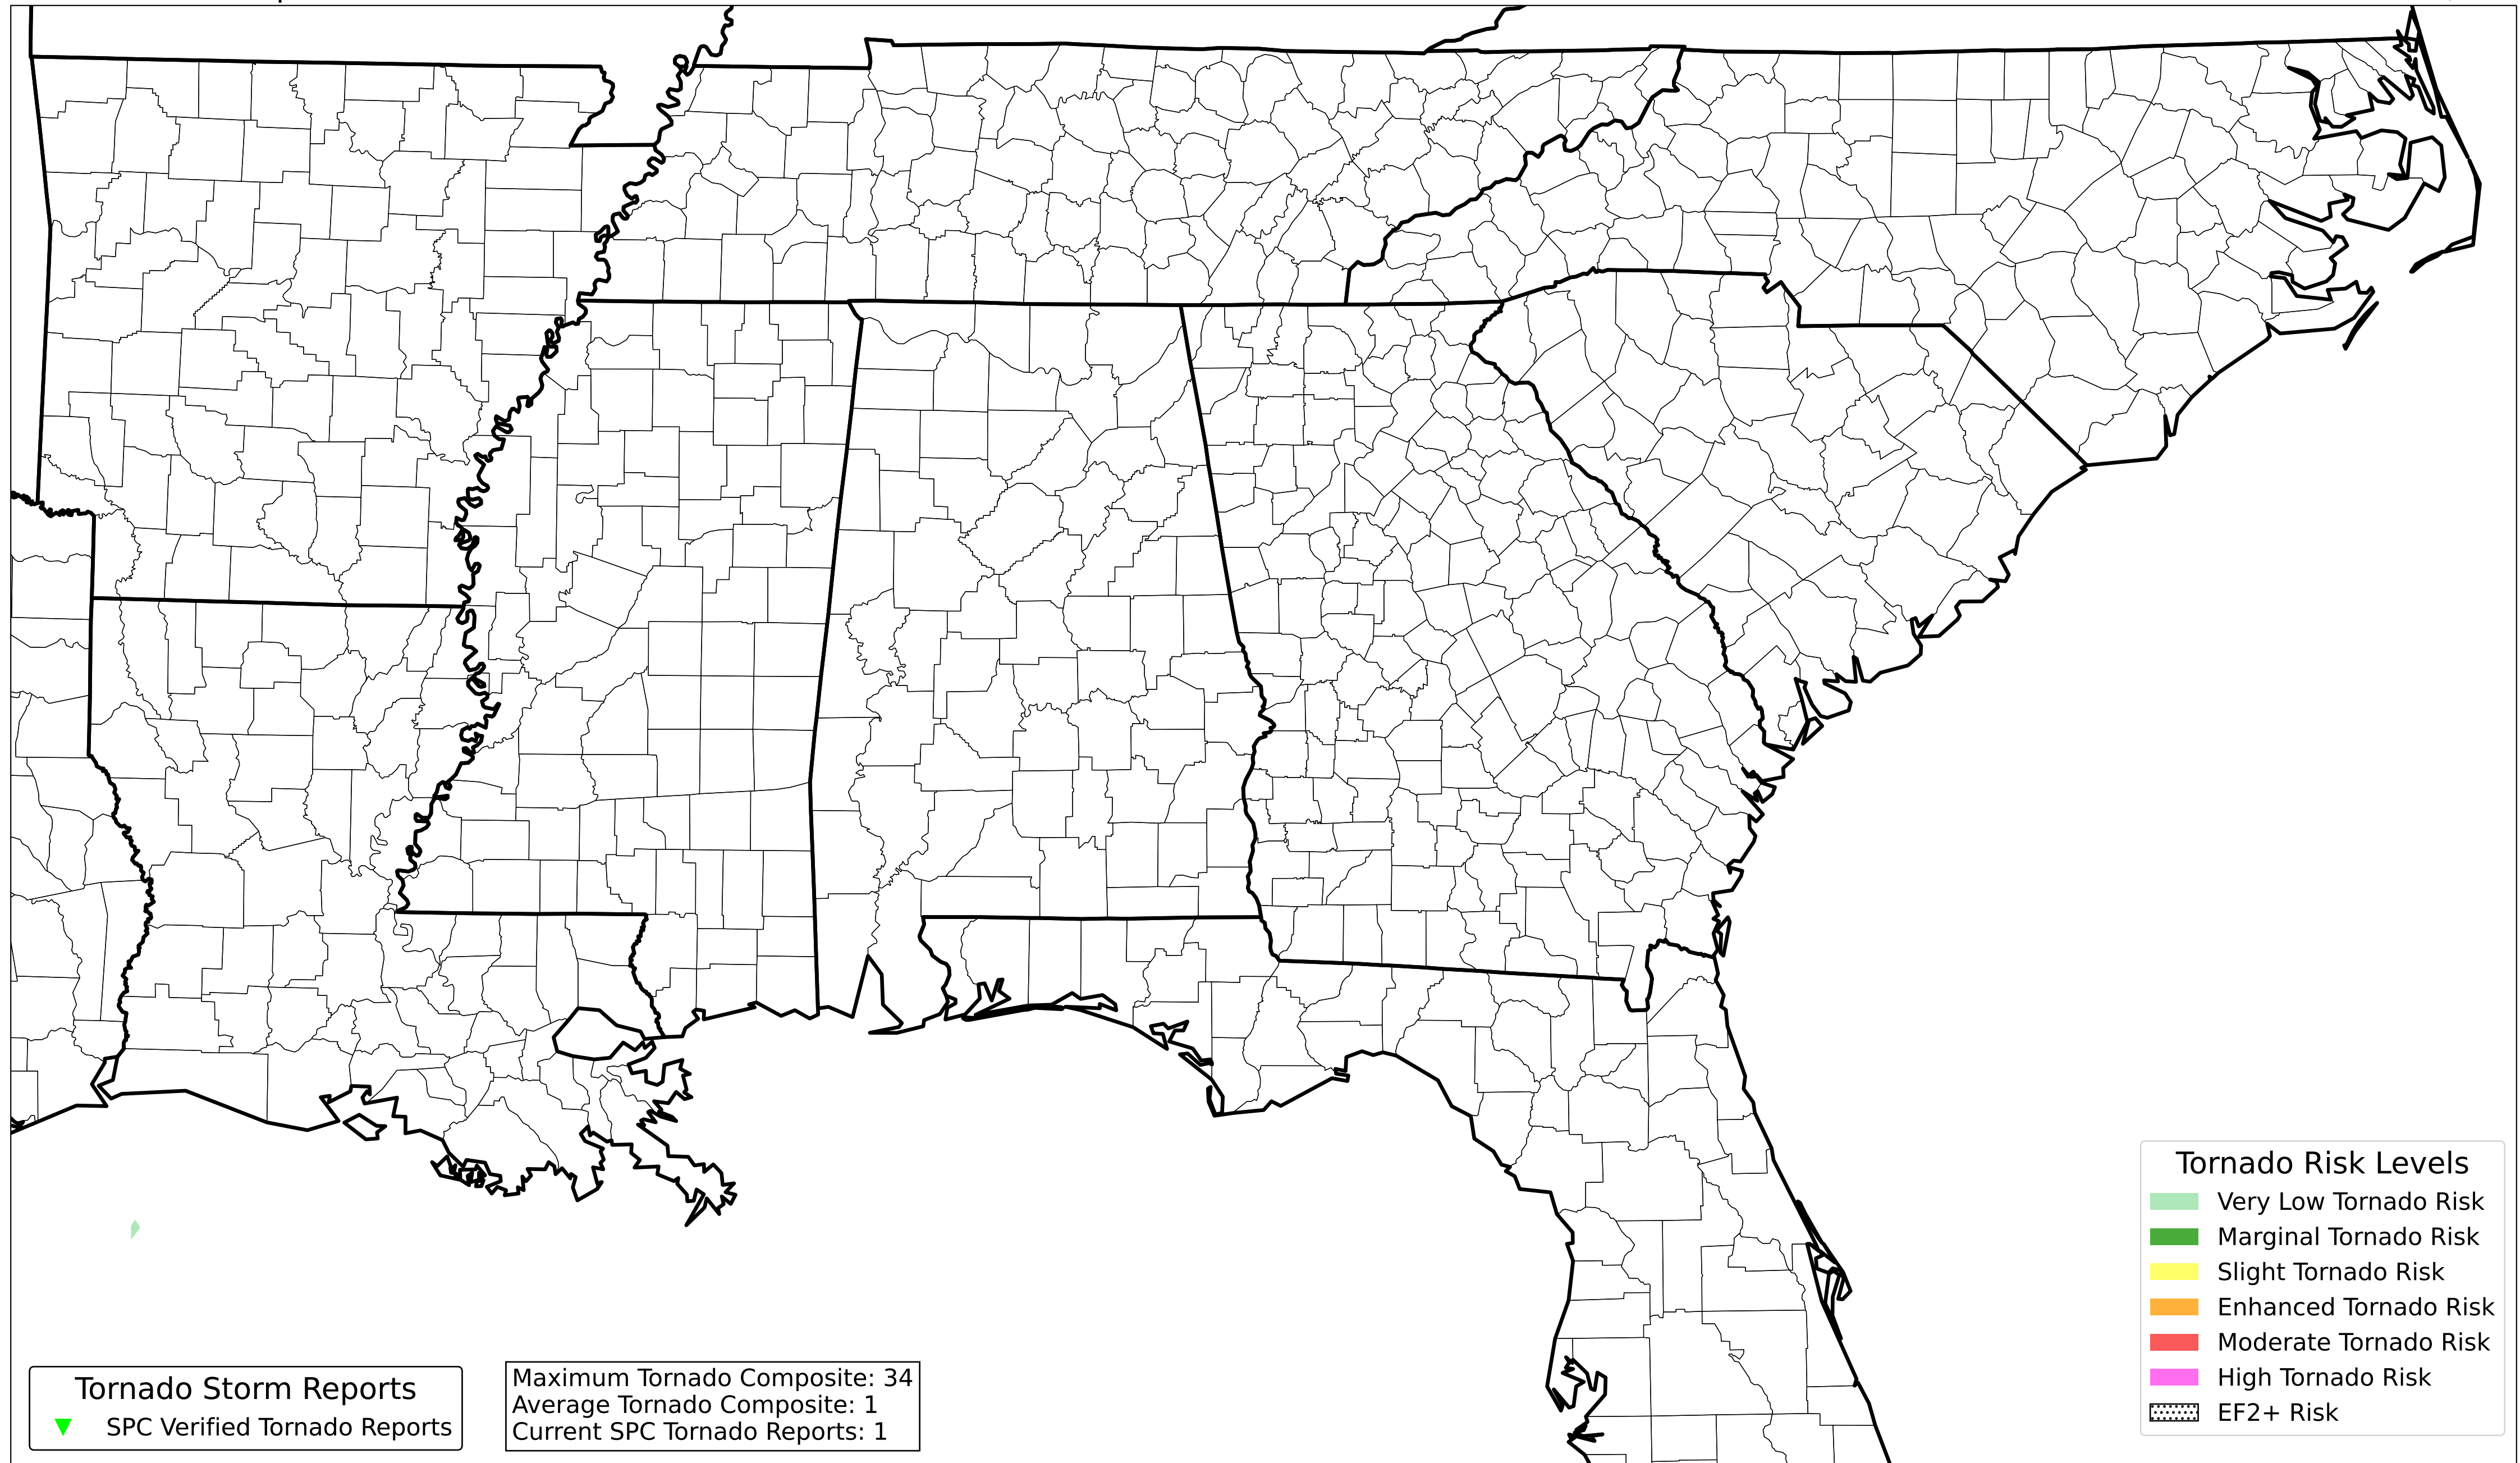 Tornado Storm Reports
SPC Verified Tornado Reports
Maximum Tornado Composite: 34
Average Tornado Composite: 1
Current SPC Tornado Reports: 1
Tornado Risk Levels
Very Low Tornado Risk
Marginal Tornado Risk
Slight Tornado Risk
Enhanced Tornado Risk
Moderate Tornado Risk
High Tornado Risk
EF2+ Risk